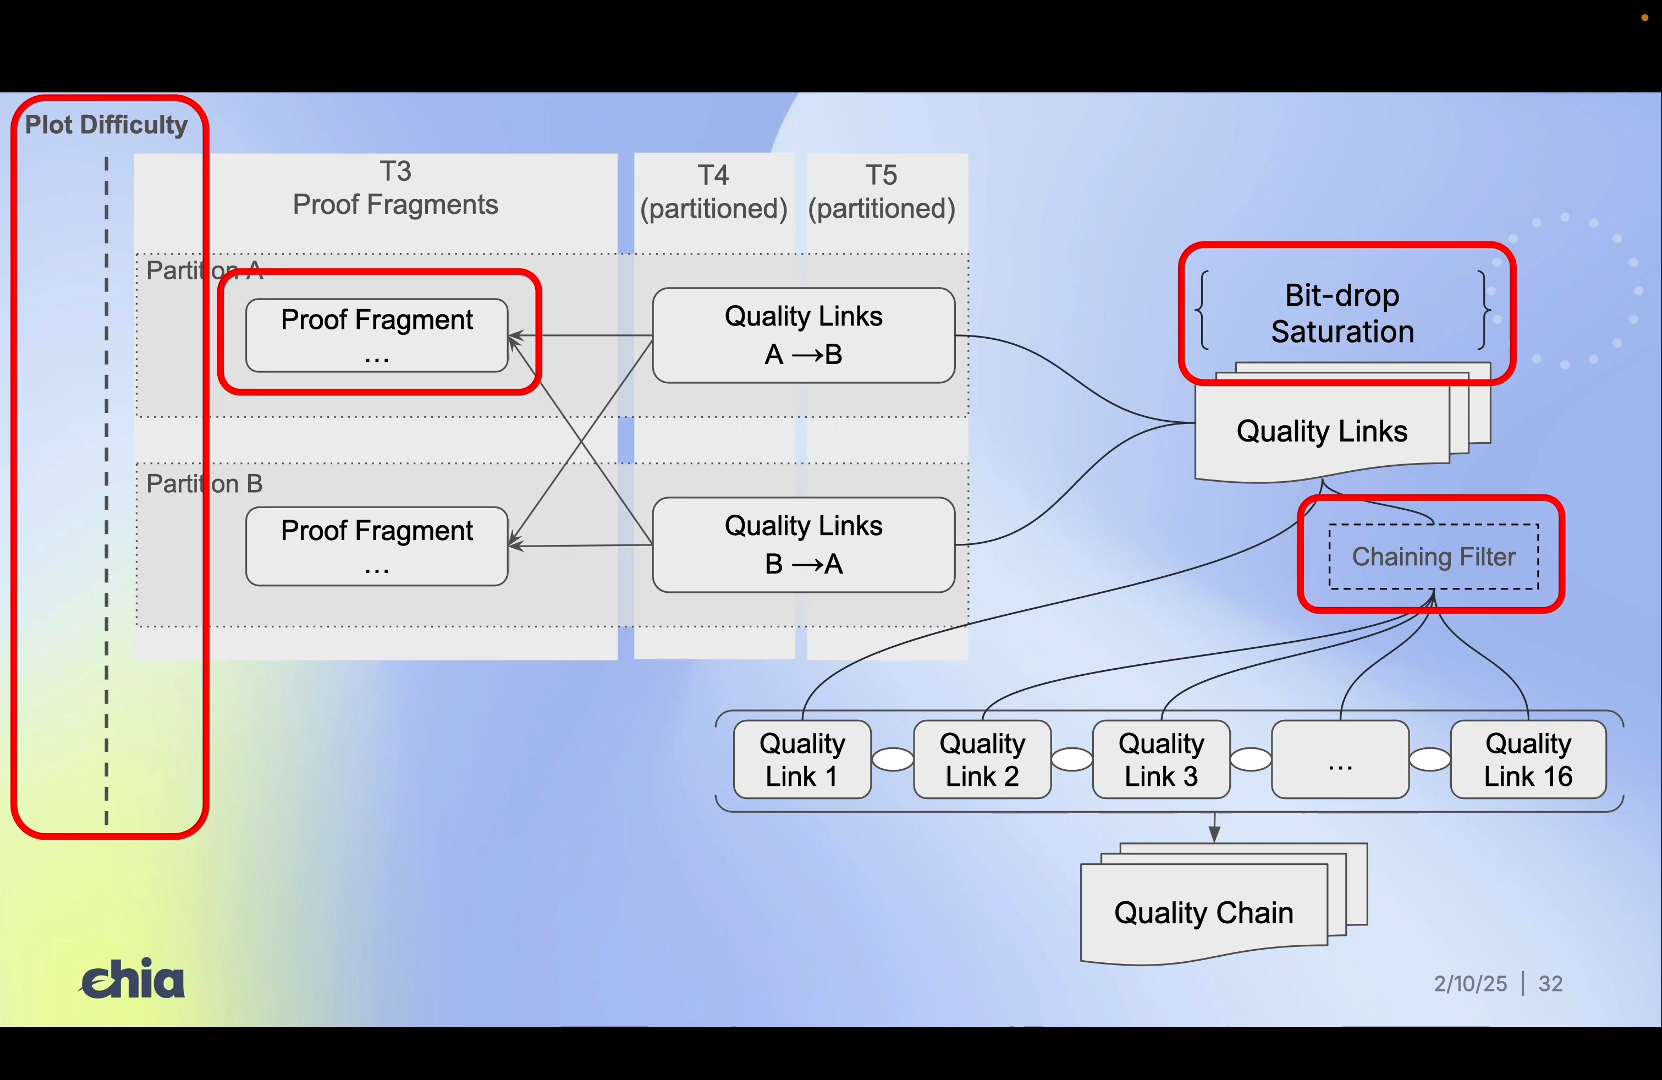 Plot Difficulty
T3
Proof Fragments
T4
(partitioned)
T5
(partitioned)
Partition A
Proof Fragment
...
Quality Links
A →B
Partition B
Proof Fragment
...
Quality Links
B →A
Bit-drop
Saturation
Quality Links
Chaining Filter
Quality
Link 1
Quality
Link 2
Quality
Link 3
...
Quality
Link 16
Quality Chain
chia
2/10/25 | 32